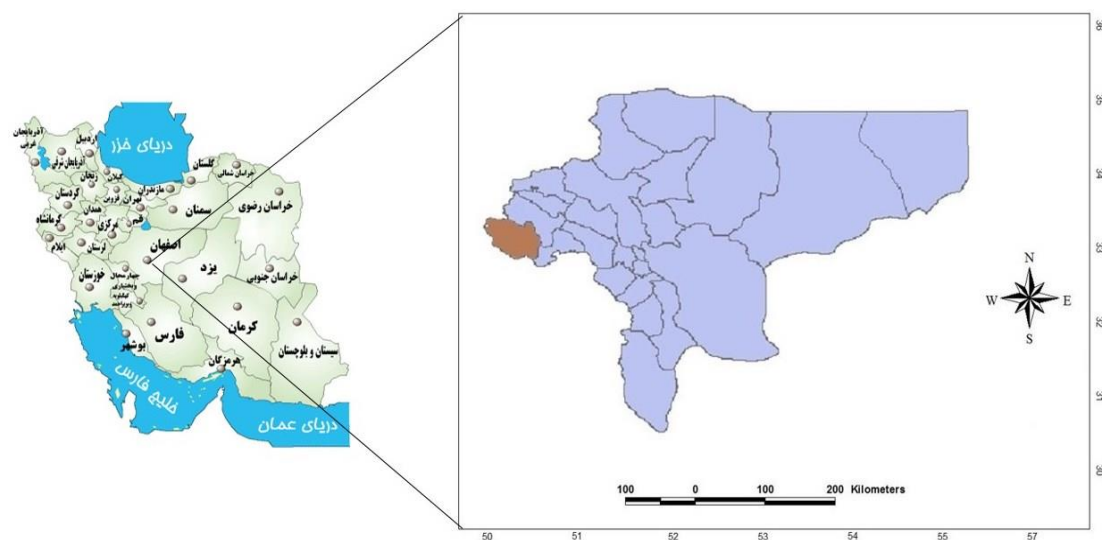 دریای خزر
آذربایجان
غربی
اردبیل
آذربایجان شرقی
گیلان
زنجان
گلستان
خراسان شمالی
مازندران
قزوین
تهران
کردستان
سمنان
خراسان رضوی
همدان
قم
کرمانشاه
مرکزی
ایلام
لرستان
اصفهان
خوزستان
چهارمحال
وبختیاری
کهکیلویه
وبویراحمد
یزد
خراسان جنوبی
فارس
کرمان
بوشهر
هرمزگان
سیستان و بلوچستان
خلیج فارس
دریای عمان
36
35
34
33
32
31
30
N
W E
S
100 0 100 200 Kilometers
50 51 52 53 54 55 57